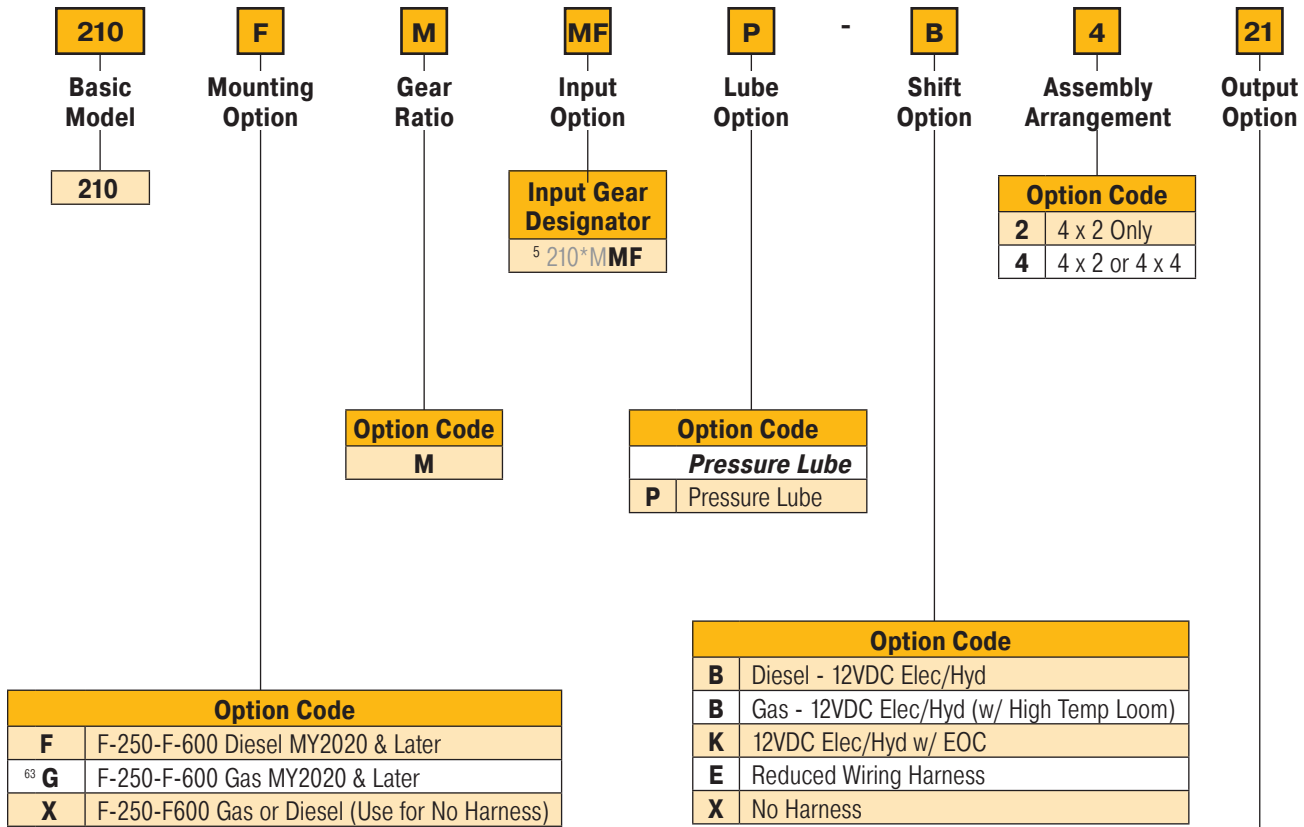 210 F M MF P - B 4 21
Basic Model
Mounting Option
Gear Ratio
Input Option
Lube Option
Shift Option
Assembly Arrangement
Output Option
210
Input Gear Designator
5 210*MMF
Option Code
2 4 x 2 Only
4 4 x 2 or 4 x 4
Option Code
M
Option Code
Pressure Lube
P Pressure Lube
Option Code
F F-250-F-600 Diesel MY2020 & Later
63 G F-250-F-600 Gas MY2020 & Later
X F-250-F600 Gas or Diesel (Use for No Harness)
Option Code
B Diesel - 12VDC Elec/Hyd
B Gas - 12VDC Elec/Hyd (w/ High Temp Loom)
K 12VDC Elec/Hyd w/ EOC
E Reduced Wiring Harness
X No Harness